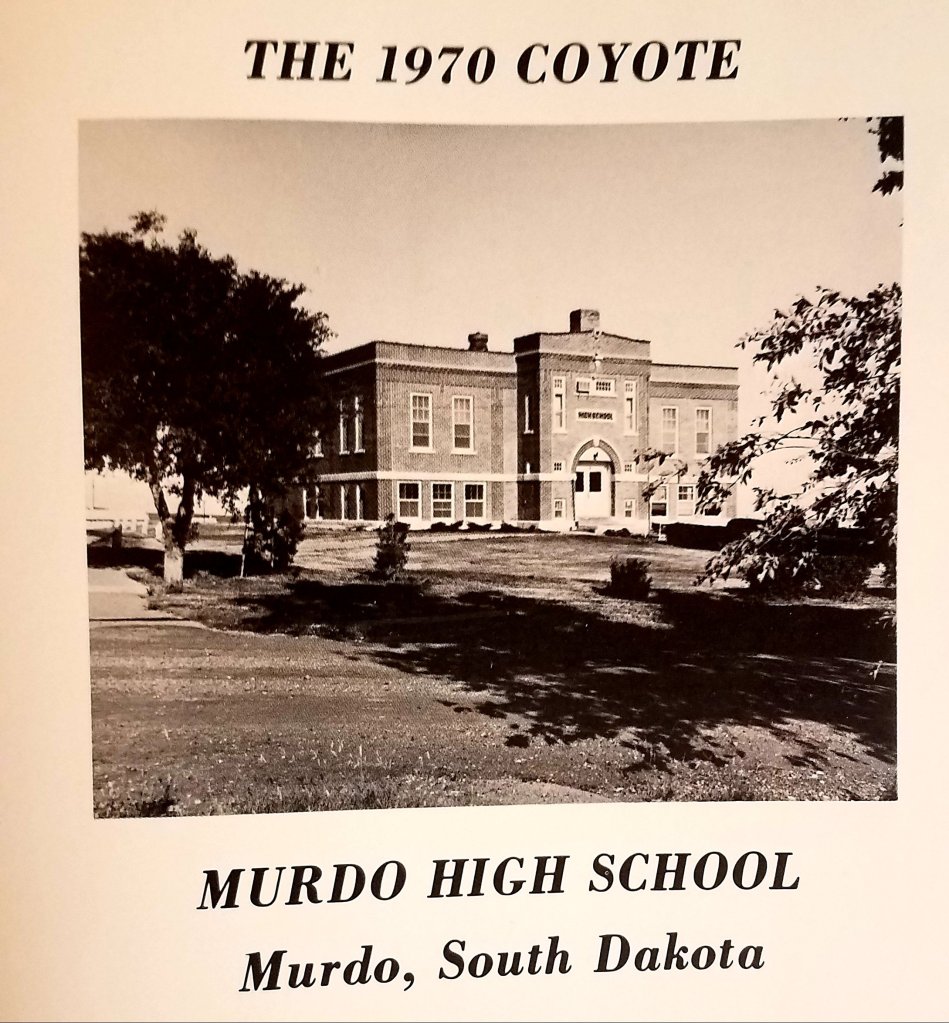 THE 1970 COYOTE
HIGH SCHOOL
MURDO HIGH SCHOOL
Murdo, South Dakota